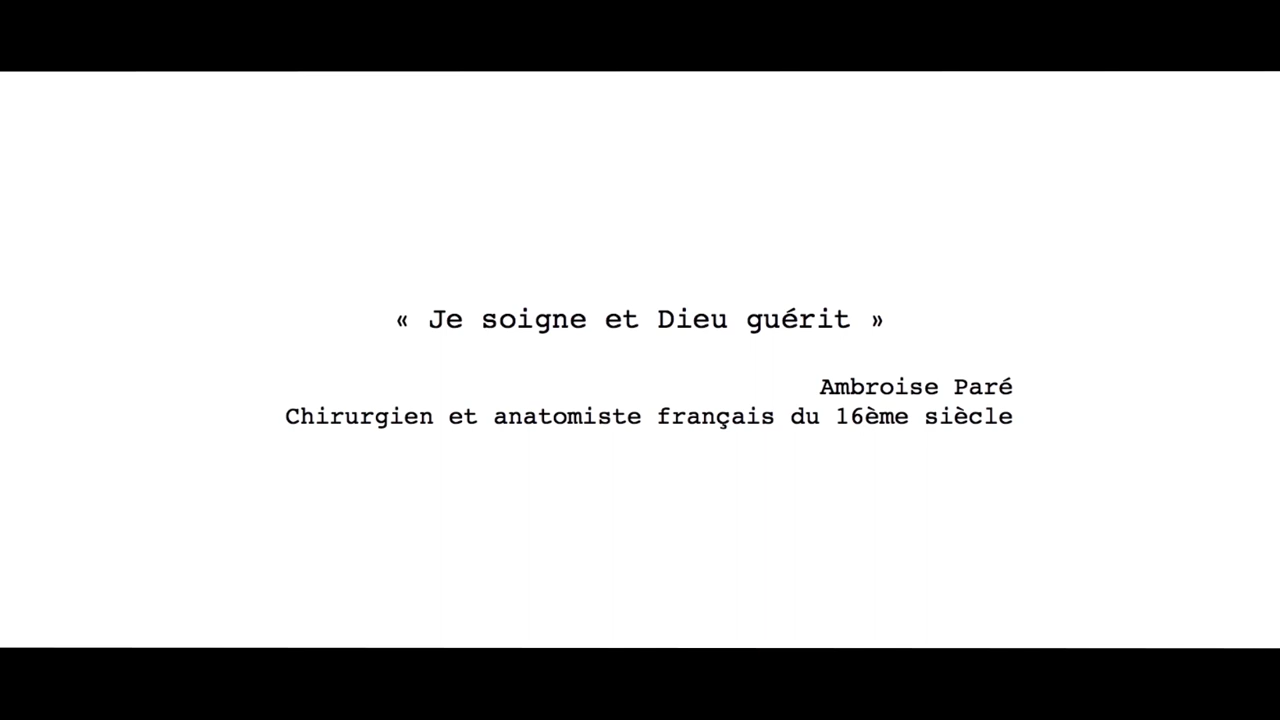 « Je soigne et Dieu guérit »
Ambroise Paré
Chirurgien et anatomiste français du 16ème siècle